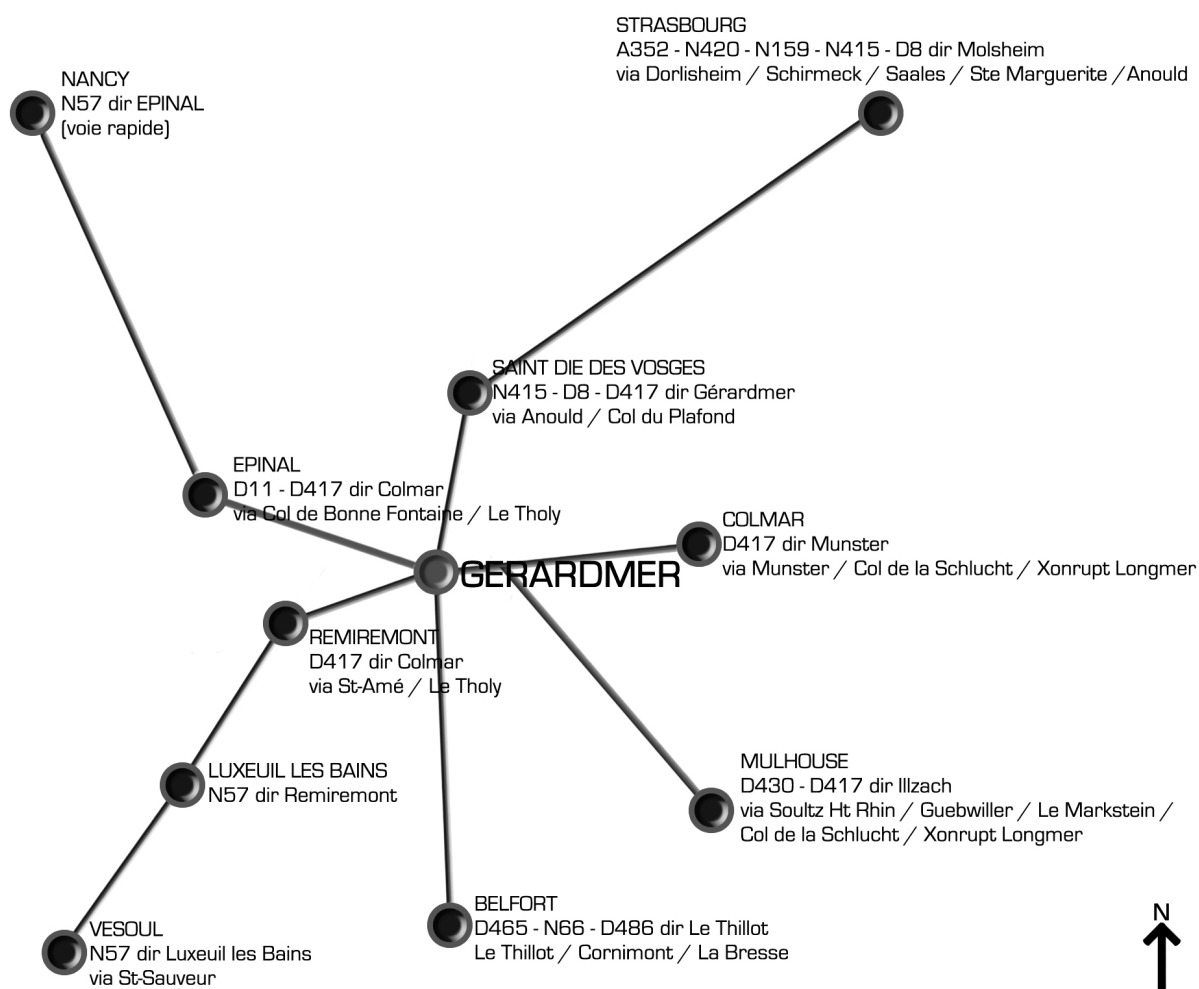 STRASBOURG
A352 - N420 - N159 - N415 - D8 dir Molsheim
via Dorlisheim / Schirmeck / Saales / Ste Marguerite /Anould
NANCY
N57 dir EPINAL
(voie rapide)
SAINT DIE DES VOSGES
N415 - D8 - D417 dir Gérardmer
via Anould / Col du Plafond
EPINAL
D11 - D417 dir Colmar
via Col de Bonne Fontaine / Le Tholy
COLMAR
D417 dir Munster
via Munster / Col de la Schlucht / Xonrupt Longmer
GERARDMER
REMIREMONT
D417 dir Colmar
via St-Amé / Le Tholy
LUXEUIL LES BAINS
N57 dir Remiremont
MULHOUSE
D430 - D417 dir Illzach
via Soultz Ht Rhin / Guebwiller / Le Markstein /
Col de la Schlucht / Xonrupt Longmer
BELFORT
D465 - N66 - D486 dir Le Thillot
Le Thillot / Cornimont / La Bresse
VESOUL
N57 dir Luxeuil les Bains
via St-Sauveur
N